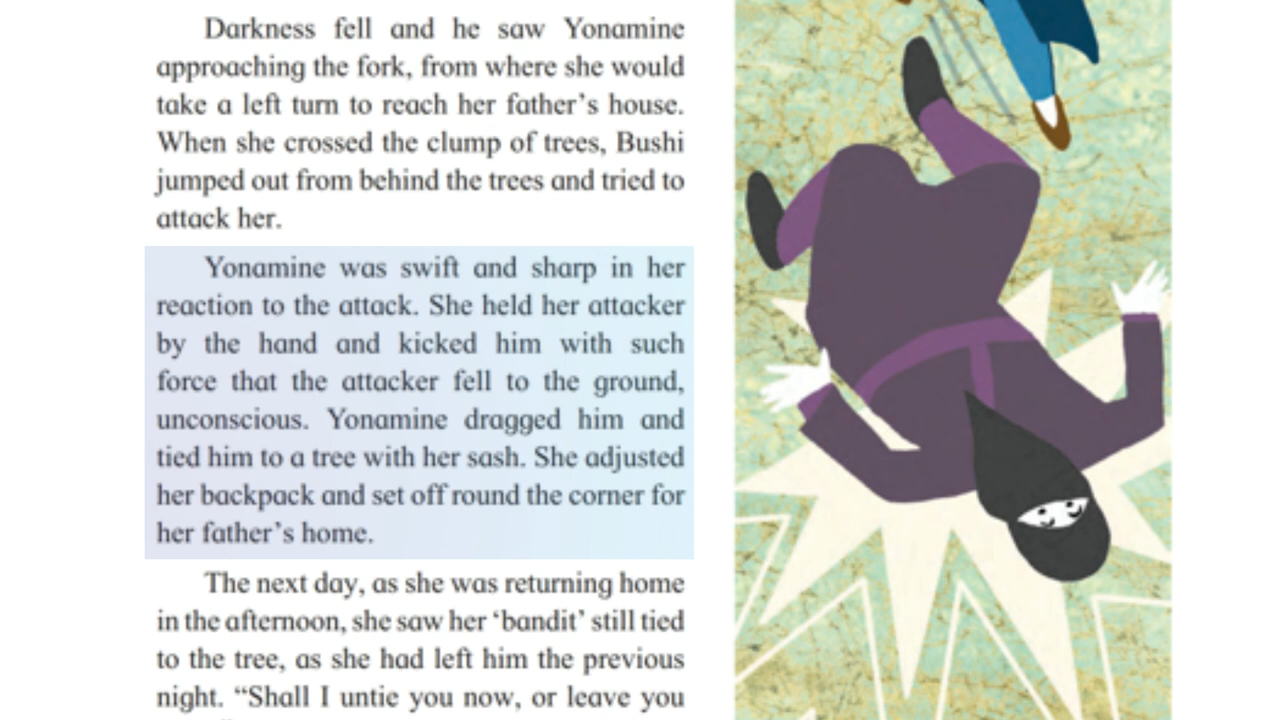 Darkness fell and he saw Yonamine
approaching the fork, from where she would
take a left turn to reach her father’s house.
When she crossed the clump of trees, Bushi
jumped out from behind the trees and tried to
attack her.
Yonamine was swift and sharp in her
reaction to the attack. She held her attacker
by the hand and kicked him with such
force that the attacker fell to the ground,
unconscious. Yonamine dragged him and
tied him to a tree with her sash. She adjusted
her backpack and set off round the corner for
her father’s home.
The next day, as she was returning home
in the afternoon, she saw her ‘bandit’ still tied
to the tree, as she had left him the previous
night. “Shall I untie you now, or leave you